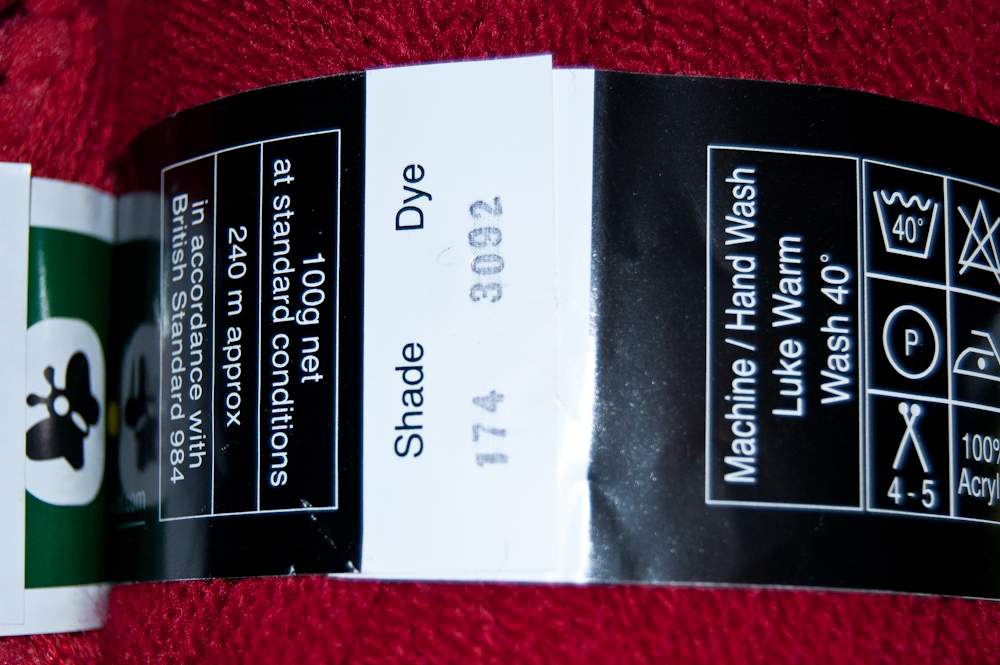 100g net
at standard conditions
240 m approx
in accordance with
British Standard 984
Shade Dye
174 3092
Machine / Hand Wash
Luke Warm
Wash 40°
40°
P
4 - 5
100%